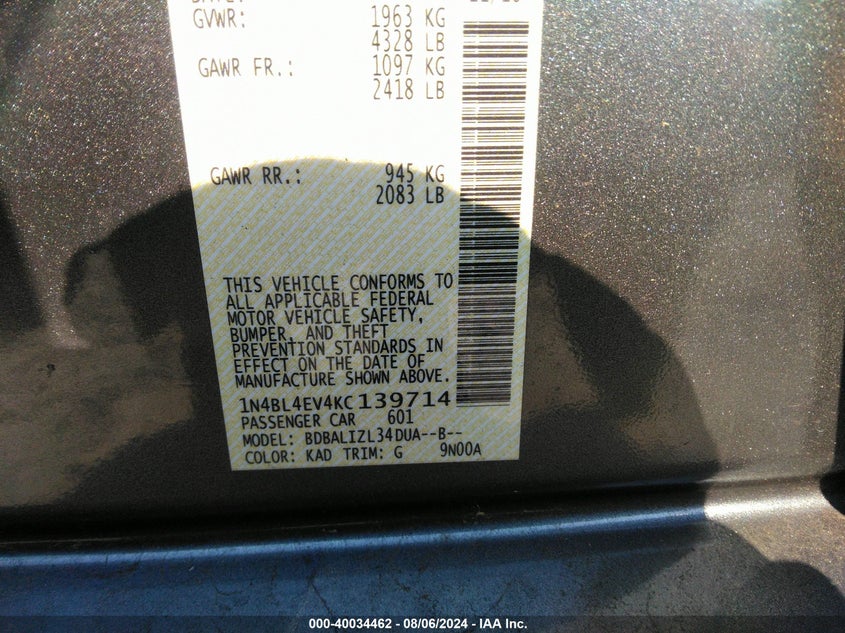 GVWR: 1963 KG
4328 LB
GAWR FR.: 1097 KG
2418 LB
GAWR RR.: 945 KG
2083 LB
THIS VEHICLE CONFORMS TO
ALL APPLICABLE FEDERAL
MOTOR VEHICLE SAFETY,
BUMPER, AND THEFT
PREVENTION STANDARDS IN
EFFECT ON THE DATE OF
MANUFACTURE SHOWN ABOVE.
1N4BL4EV4KC139714
PASSENGER CAR 601
MODEL: BDBALIZL34DUA--B--
COLOR: KAD TRIM: G 9N00A
000-40034462 - 08/06/2024 - IAA Inc.